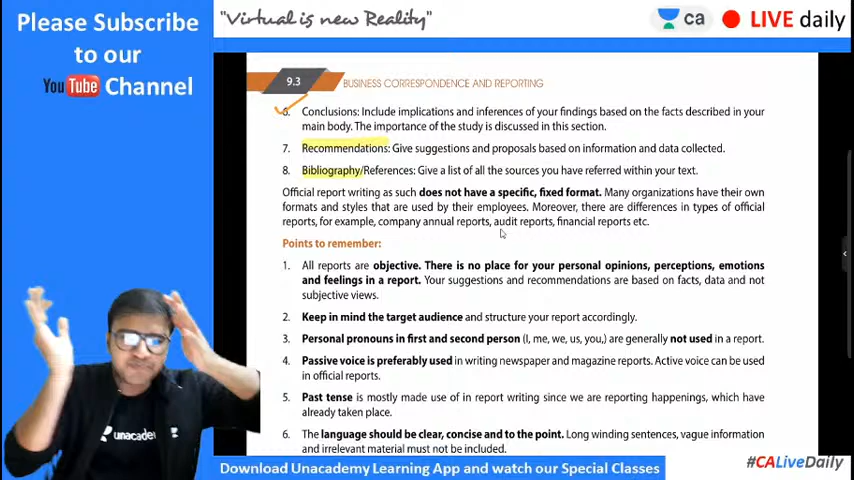 Please Subscribe
to our
YouTube Channel
"Virtual is new Reality"
ca
LIVE daily
9.3
BUSINESS CORRESPONDENCE AND REPORTING
6. Conclusions: Include implications and inferences of your findings based on the facts described in your
main body. The importance of the study is discussed in this section.
7. Recommendations: Give suggestions and proposals based on information and data collected.
8. Bibliography/References: Give a list of all the sources you have referred within your text.
Official report writing as such does not have a specific, fixed format. Many organizations have their own
formats and styles that are used by their employees. Moreover, there are differences in types of official
reports, for example, company annual reports, audit reports, financial reports etc.
Points to remember:
1. All reports are objective. There is no place for your personal opinions, perceptions, emotions
and feelings in a report. Your suggestions and recommendations are based on facts, data and not
subjective views.
2. Keep in mind the target audience and structure your report accordingly.
3. Personal pronouns in first and second person (I, me, we, us, you,) are generally not used in a report.
4. Passive voice is preferably used in writing newspaper and magazine reports. Active voice can be used
in official reports.
5. Past tense is mostly made use of in report writing since we are reporting happenings, which have
already taken place.
6. The language should be clear, concise and to the point. Long winding sentences, vague information
and irrelevant material must not be included.
unacade
Download Unacademy Learning App and watch our Special Classes
#CALiveDaily